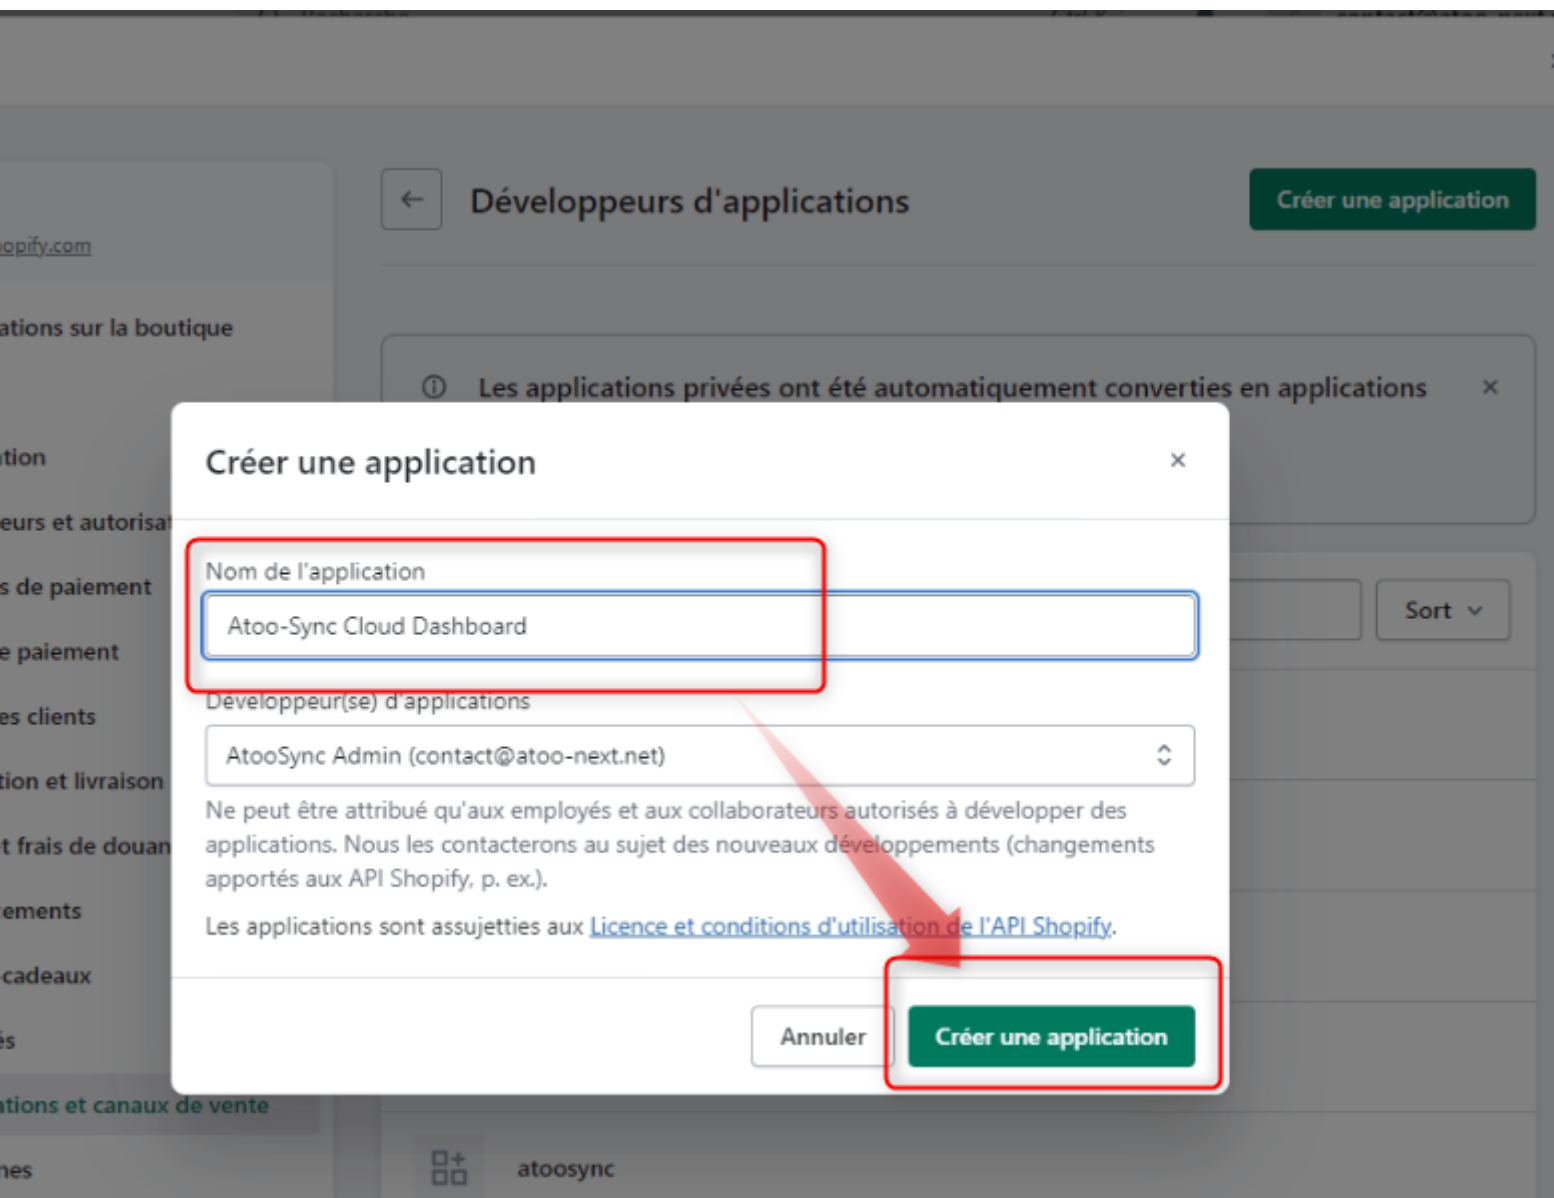 Développeurs d'applications
Créer une application
hopify.com
ations sur la boutique
Les applications privées ont été automatiquement converties en applications
Créer une application
tion
eurs et autorisat
Nom de l'application
s de paiement
Atoo-Sync Cloud Dashboard
Sort
e paiement
Développeur(se) d'applications
es clients
AtooSync Admin (contact@atoo-next.net)
tion et livraison
Ne peut être attribué qu'aux employés et aux collaborateurs autorisés à développer des
t frais de douan
applications. Nous les contacterons au sujet des nouveaux développements (changements
apportés aux API Shopify, p. ex.).
cements
Les applications sont assujetties aux Licence et conditions d'utilisation de l'API Shopify.
cadeaux
és
Annuler
Créer une application
ations et canaux de vente
nes
atoosync